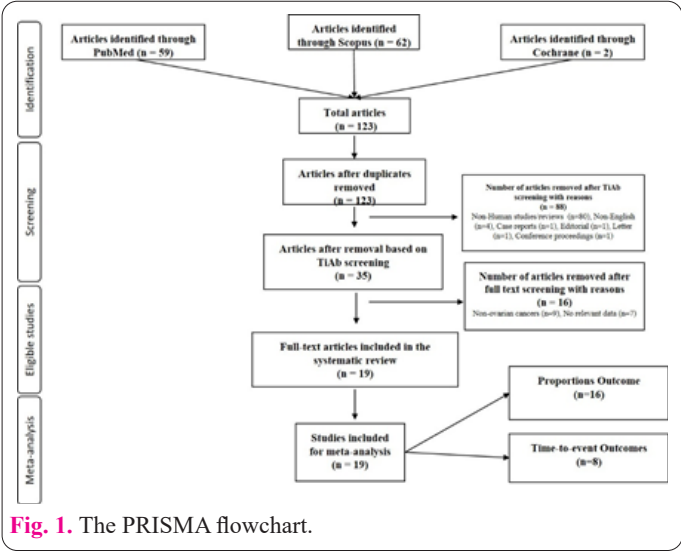 Articles identified through
PubMed (n = 59)
Articles identified
through Scopus (n = 62)
Articles identified through
Cochrane (n = 2)
Identification
Total articles
(n = 123)
Screening
Articles after duplicates
removed
(n = 123)
Number of articles removed after TiAb
screening with reasons
(n = 88)
Non-Human studies/reviews (n=80), Non-English
(n=4), Case reports (n=1), Editorial (n=1), Letter
(n=1), Conference proceedings (n=1)
Articles after removal based on
TiAb screening
(n = 35)
Number of articles removed after
full text screening with reasons
(n = 16)
Non-ovarian cancers (n=9), No relevant data (n=7)
Eligible studies
Full-text articles included in the
systematic review
(n = 19)
Meta-analysis
Studies included
for meta-analysis
(n = 19)
Proportions Outcome
(n=16)
Time-to-event Outcomes
(n=8)
Fig. 1. The PRISMA flowchart.